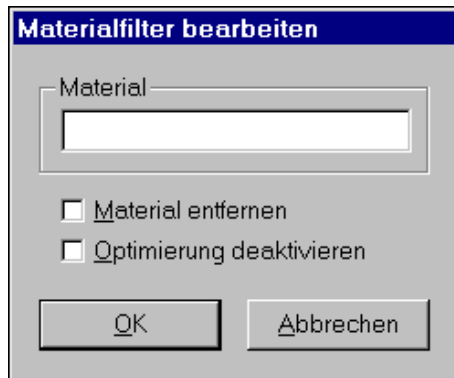 Materialfilter bearbeiten
Material
Material entfernen
Optimierung deaktivieren
OK Abbrechen